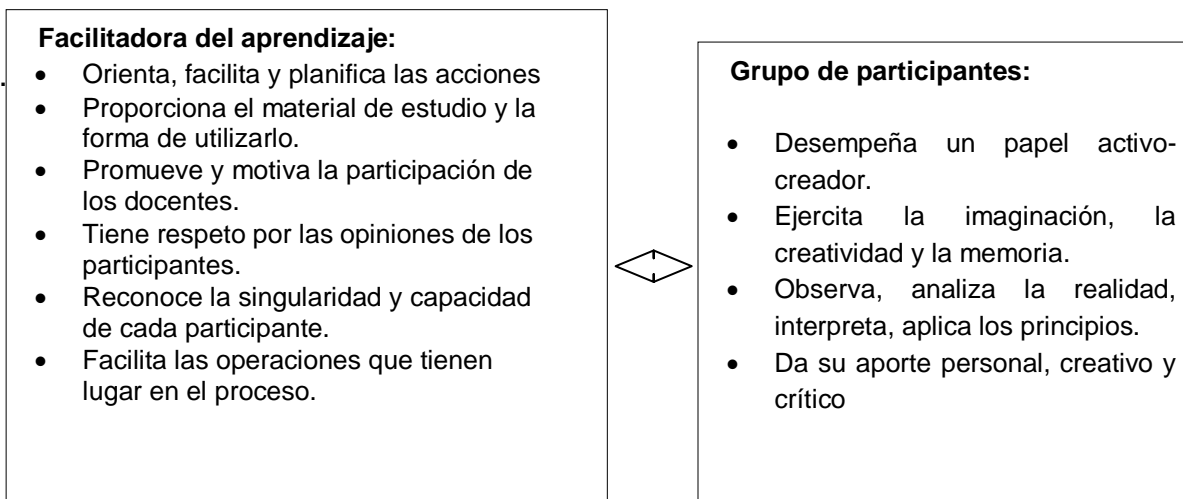 Facilitadora del aprendizaje:
• Orienta, facilita y planifica las acciones
• Proporciona el material de estudio y la
forma de utilizarlo.
• Promueve y motiva la participación de
los docentes.
• Tiene respeto por las opiniones de los
participantes.
• Reconoce la singularidad y capacidad
de cada participante.
• Facilita las operaciones que tienen
lugar en el proceso.
.
Grupo de participantes:
• Desempeña un papel activo-
creador.
• Ejercita la imaginación, la
creatividad y la memoria.
• Observa, analiza la realidad,
interpreta, aplica los principios.
• Da su aporte personal, creativo y
crítico